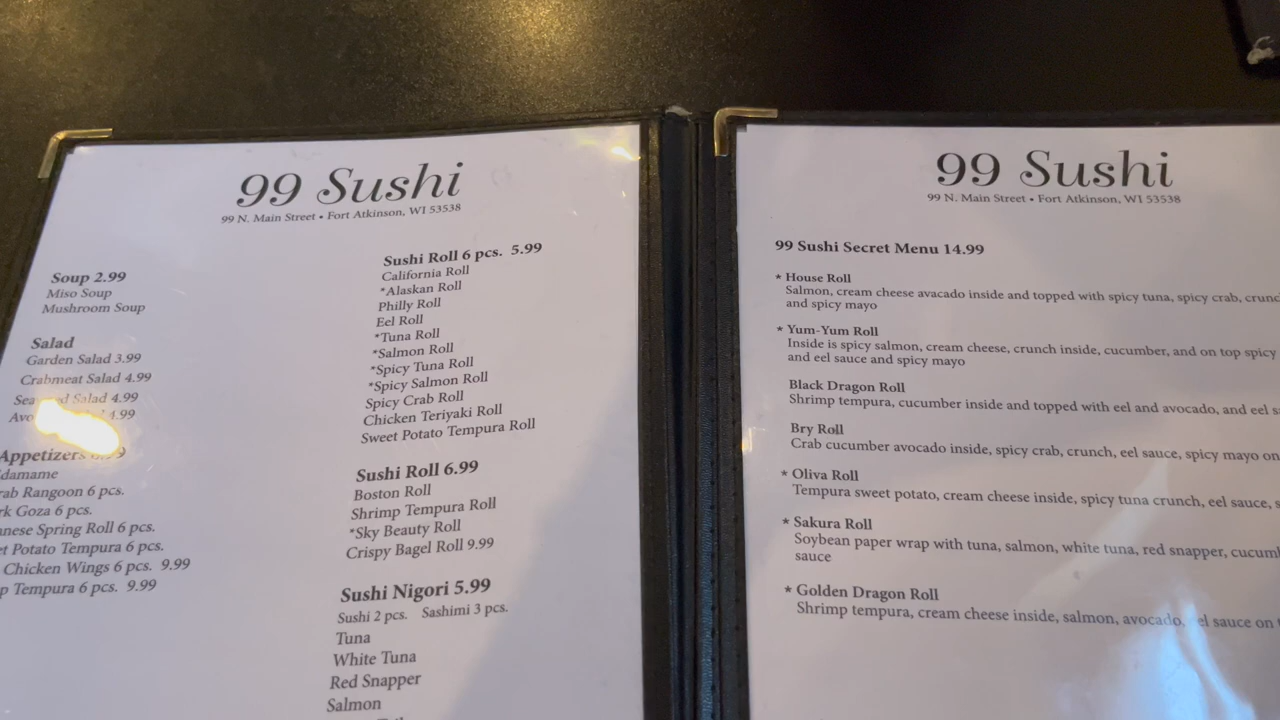 99 Sushi
99 N. Main Street • Fort Atkinson, WI 53538
Soup 2.99
Miso Soup
Mushroom Soup
Salad
Garden Salad 3.99
Crabmeat Salad 4.99
Salad 4.99
4.99
Appetizers
Rangoon 6 pcs.
Goza 6 pcs.
Spring Roll 6 pcs.
Potato Tempura 6 pcs.
Chicken Wings 6 pcs. 9.99
Tempura 6 pcs. 9.99
Sushi Roll 6 pcs. 5.99
California Roll
*Alaskan Roll
Philly Roll
Eel Roll
*Tuna Roll
*Salmon Roll
*Spicy Tuna Roll
*Spicy Salmon Roll
Spicy Crab Roll
Chicken Teriyaki Roll
Sweet Potato Tempura Roll
Sushi Roll 6.99
Boston Roll
Shrimp Tempura Roll
*Sky Beauty Roll
Crispy Bagel Roll 9.99
Sushi Nigori 5.99
Sushi 2 pcs. Sashimi 3 pcs.
Tuna
White Tuna
Red Snapper
Salmon
99 Sushi
99 N. Main Street • Fort Atkinson, WI 53538
99 Sushi Secret Menu 14.99
* House Roll
Salmon, cream cheese avacado inside and topped with spicy tuna, spicy crab,
and spicy mayo
* Yum-Yum Roll
Inside is spicy salmon, cream cheese, crunch inside, cucumber, and on top spicy
and eel sauce and spicy mayo
Black Dragon Roll
Shrimp tempura, cucumber inside and topped with eel and avocado, and eel
Bry Roll
Crab cucumber avocado inside, spicy crab, crunch, eel sauce, spicy mayo on
* Oliva Roll
Tempura sweet potato, cream cheese inside, spicy tuna crunch, eel sauce,
* Sakura Roll
Soybean paper wrap with tuna, salmon, white tuna, red snapper,
sauce
* Golden Dragon Roll
Shrimp tempura, cream cheese inside, salmon, avocado, sauce on